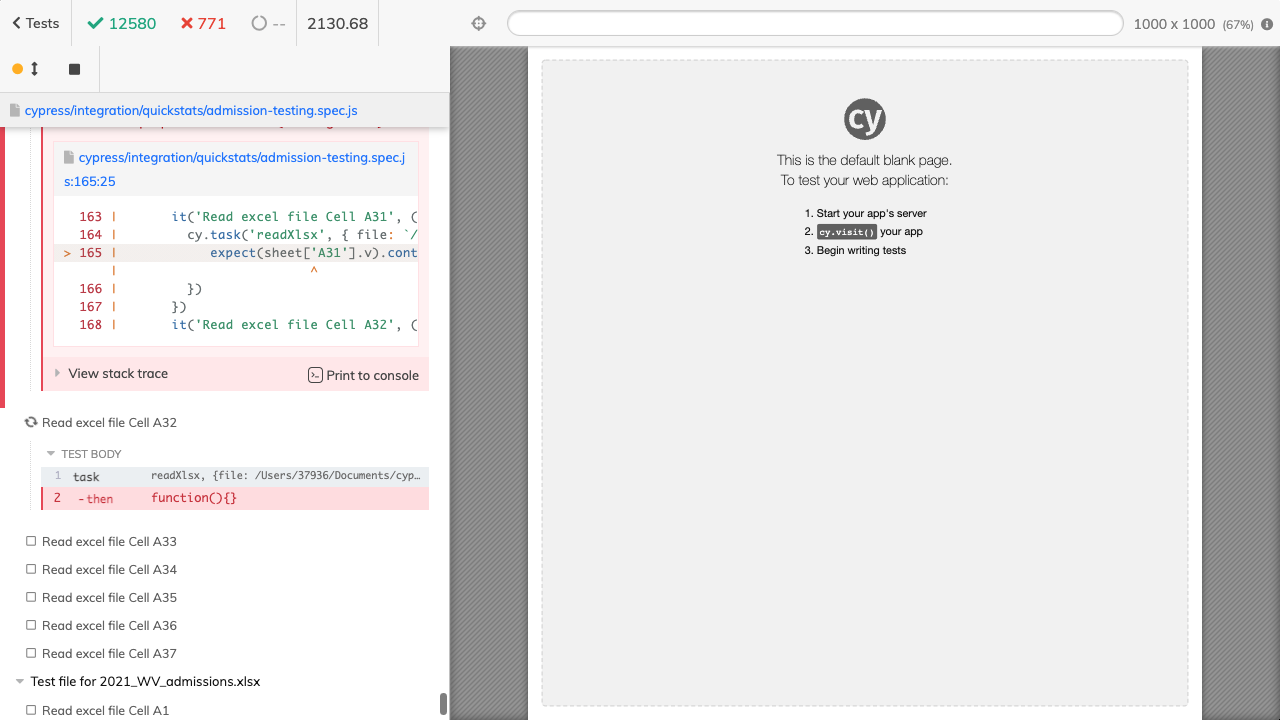 Tests
12580
771
--
2130.68
1000 x 1000 (67%)
cypress/integration/quickstats/admission-testing.spec.js
cypress/integration/quickstats/admission-testing.spec.j
s:165:25
163 | it('Read excel file Cell A31', (
164 | cy.task('readXlsx', { file: `/
> 165 | expect(sheet['A31'].v).cont
| ^
166 | })
167 | })
168 | it('Read excel file Cell A32', (
View stack trace
Print to console
Read excel file Cell A32
TEST BODY
1 task readXlsx, {file: /Users/37936/Documents/cyp…
2 -then function(){}
Read excel file Cell A33
Read excel file Cell A34
Read excel file Cell A35
Read excel file Cell A36
Read excel file Cell A37
Test file for 2021_WV_admissions.xlsx
Read excel file Cell A1
cy
This is the default blank page.
To test your web application:
1. Start your app's server
2. cy.visit() your app
3. Begin writing tests